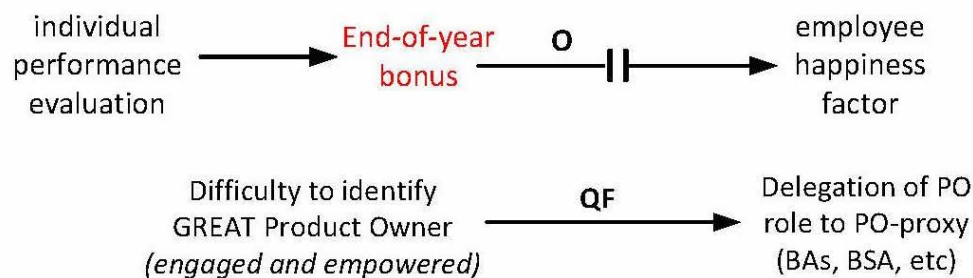 individual
performance
evaluation
End-of-year
bonus
O
employee
happiness
factor
Difficulty to identify
GREAT Product Owner
(engaged and empowered)
QF
Delegation of PO
role to PO-proxy
(BAs, BSA, etc)